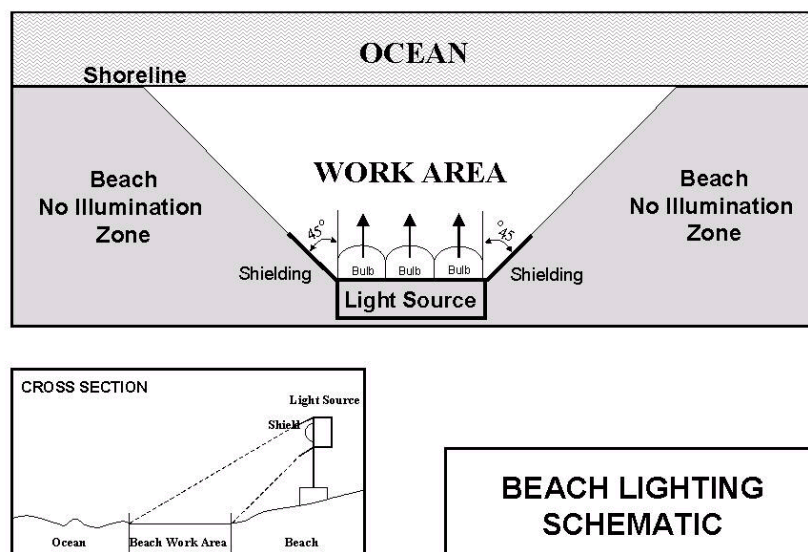 OCEAN
Shoreline
WORK AREA
Beach
No Illumination
Zone
Beach
No Illumination
Zone
45°
°45
Shielding
Bulb
Bulb
Bulb
Shielding
Light Source
CROSS SECTION
Light Source
Shield
Ocean
Beach Work Area
Beach
BEACH LIGHTING
SCHEMATIC